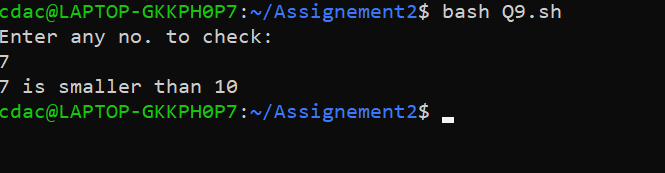 cdac@LAPTOP-GKKPH0P7:~/Assignement2$ bash Q9.sh
Enter any no. to check:
7
7 is smaller than 10
cdac@LAPTOP-GKKPH0P7:~/Assignement2$